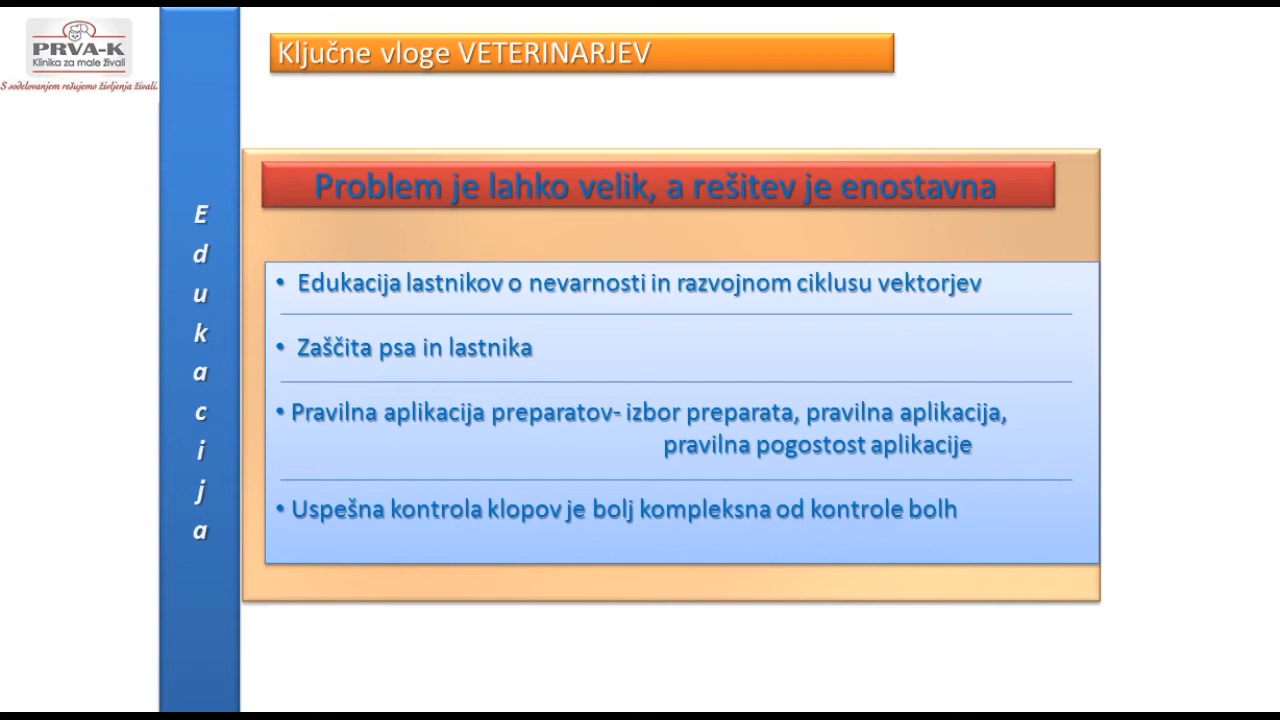 PRVA-K
Klinika za male živali
S sodelovanjem rešujemo življenja živali.
Ključne vloge VETERINARJEV
Edukacija
Problem je lahko velik, a rešitev je enostavna
• Edukacija lastnikov o nevarnosti in razvojnom ciklusu vektorjev
• Zaščita psa in lastnika
• Pravilna aplikacija preparatov- izbor preparata, pravilna aplikacija,
pravilna pogostost aplikacije
• Uspešna kontrola klopov je bolj kompleksna od kontrole bolh